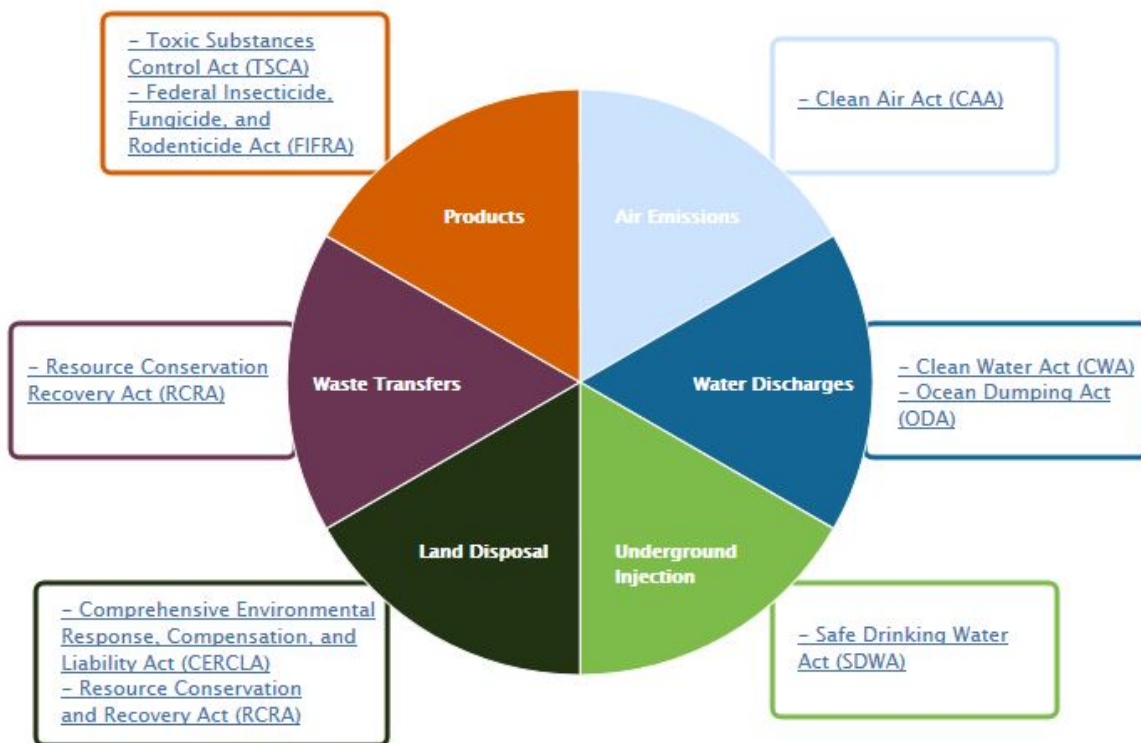 – Toxic Substances
Control Act (TSCA)
– Federal Insecticide,
Fungicide, and
Rodenticide Act (FIFRA)
– Clean Air Act (CAA)
Products
Air Emissions
– Resource Conservation
Recovery Act (RCRA)
Waste Transfers
Water Discharges
– Clean Water Act (CWA)
– Ocean Dumping Act
(ODA)
Land Disposal
Underground
Injection
– Comprehensive Environmental
Response, Compensation, and
Liability Act (CERCLA)
– Resource Conservation
and Recovery Act (RCRA)
– Safe Drinking Water
Act (SDWA)